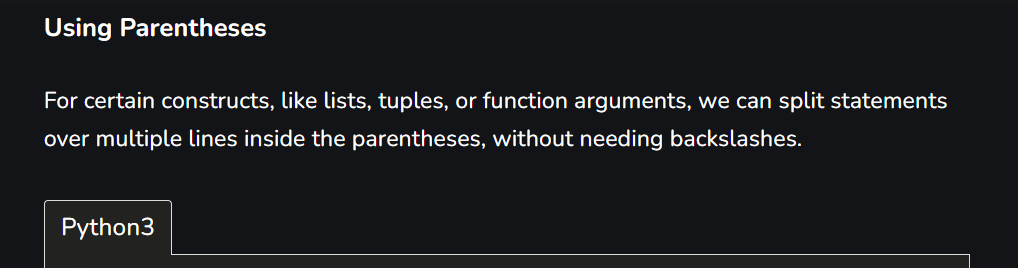 Using Parentheses
For certain constructs, like lists, tuples, or function arguments, we can split statements
over multiple lines inside the parentheses, without needing backslashes.
Python3